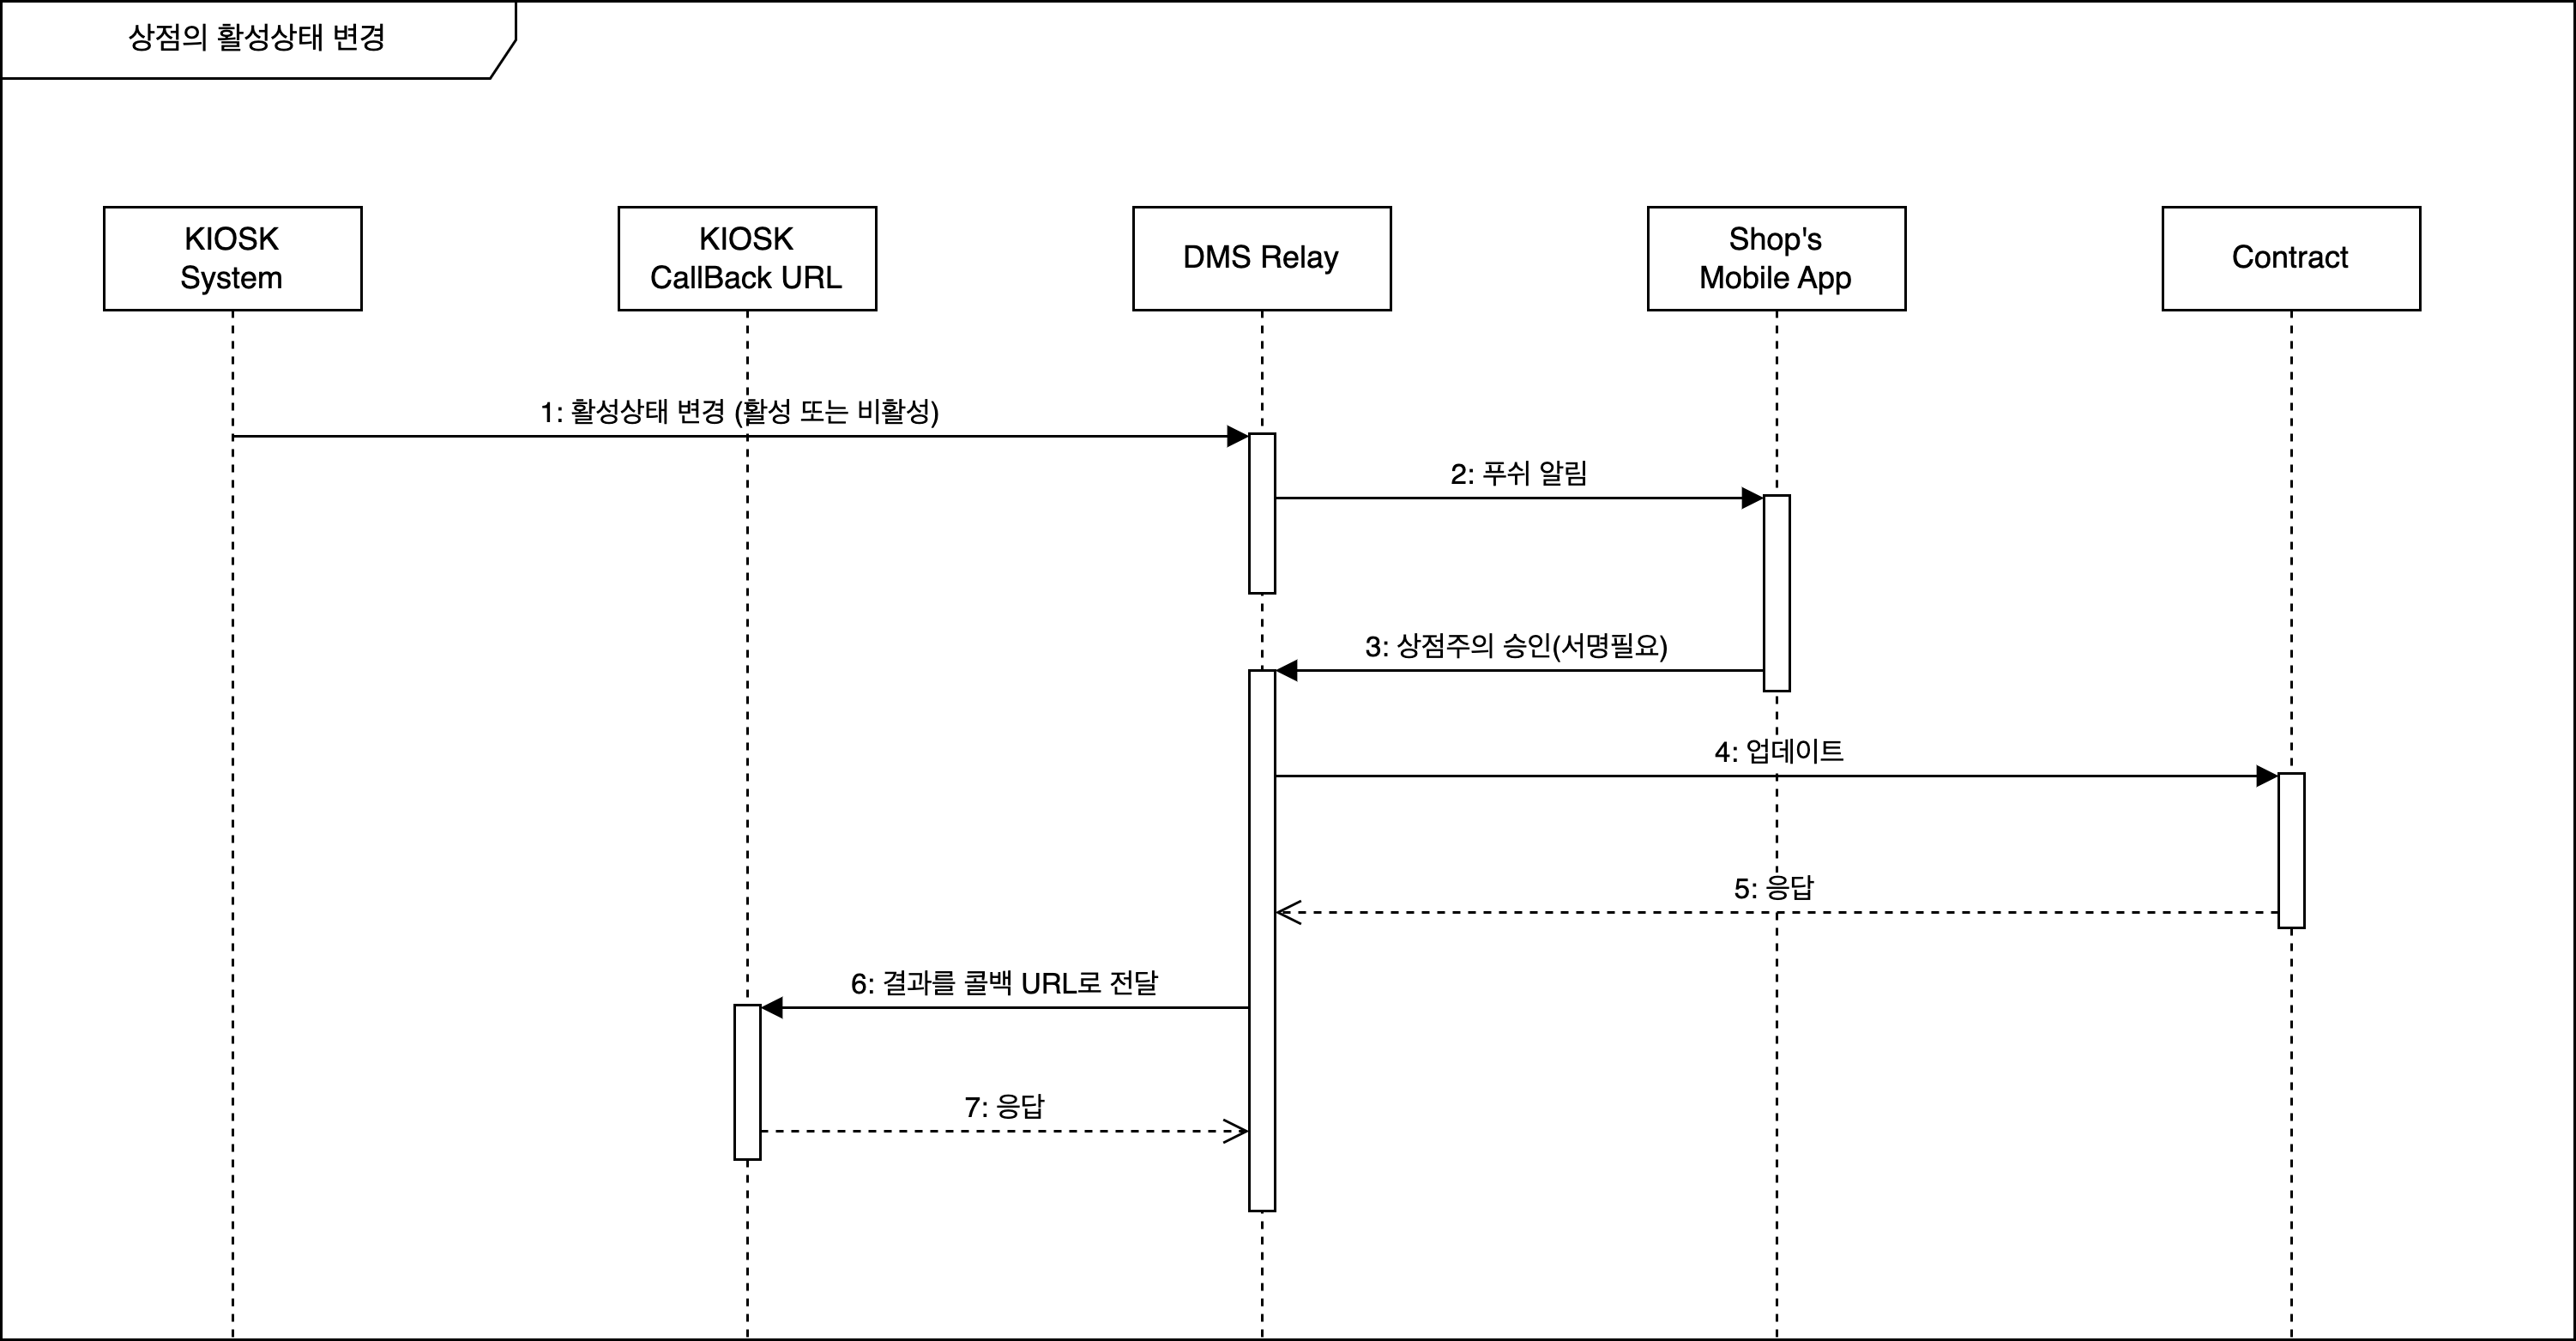 상점의 활성상태 변경
KIOSK
System
KIOSK
CallBack URL
DMS Relay
Shop's
Mobile App
Contract
1: 활성상태 변경 (활성 또는 비활성)
2: 푸쉬 알림
3: 상점주의 승인(서명필요)
4: 업데이트
5: 응답
6: 결과를 콜백 URL로 전달
7: 응답